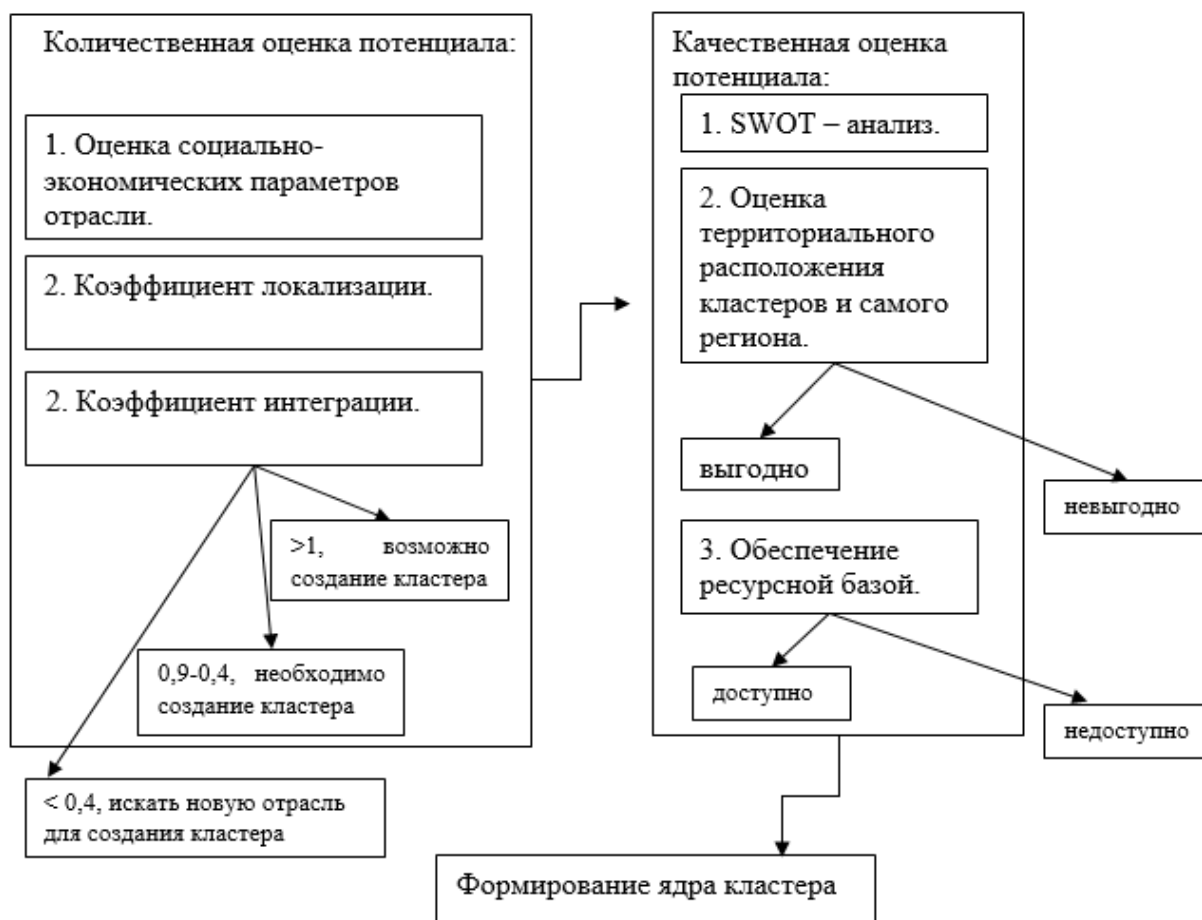 Количественная оценка потенциала:
1. Оценка социально-
экономических параметров
отрасли.
2. Коэффициент локализации.
2. Коэффициент интеграции.
>1, возможно
создание кластера
0,9-0,4, необходимо
создание кластера
< 0,4, искать новую отрасль
для создания кластера
Качественная оценка
потенциала:
1. SWOT – анализ.
2. Оценка
территориального
расположения
кластеров и самого
региона.
выгодно
невыгодно
3. Обеспечение
ресурсной базой.
доступно
недоступно
Формирование ядра кластера